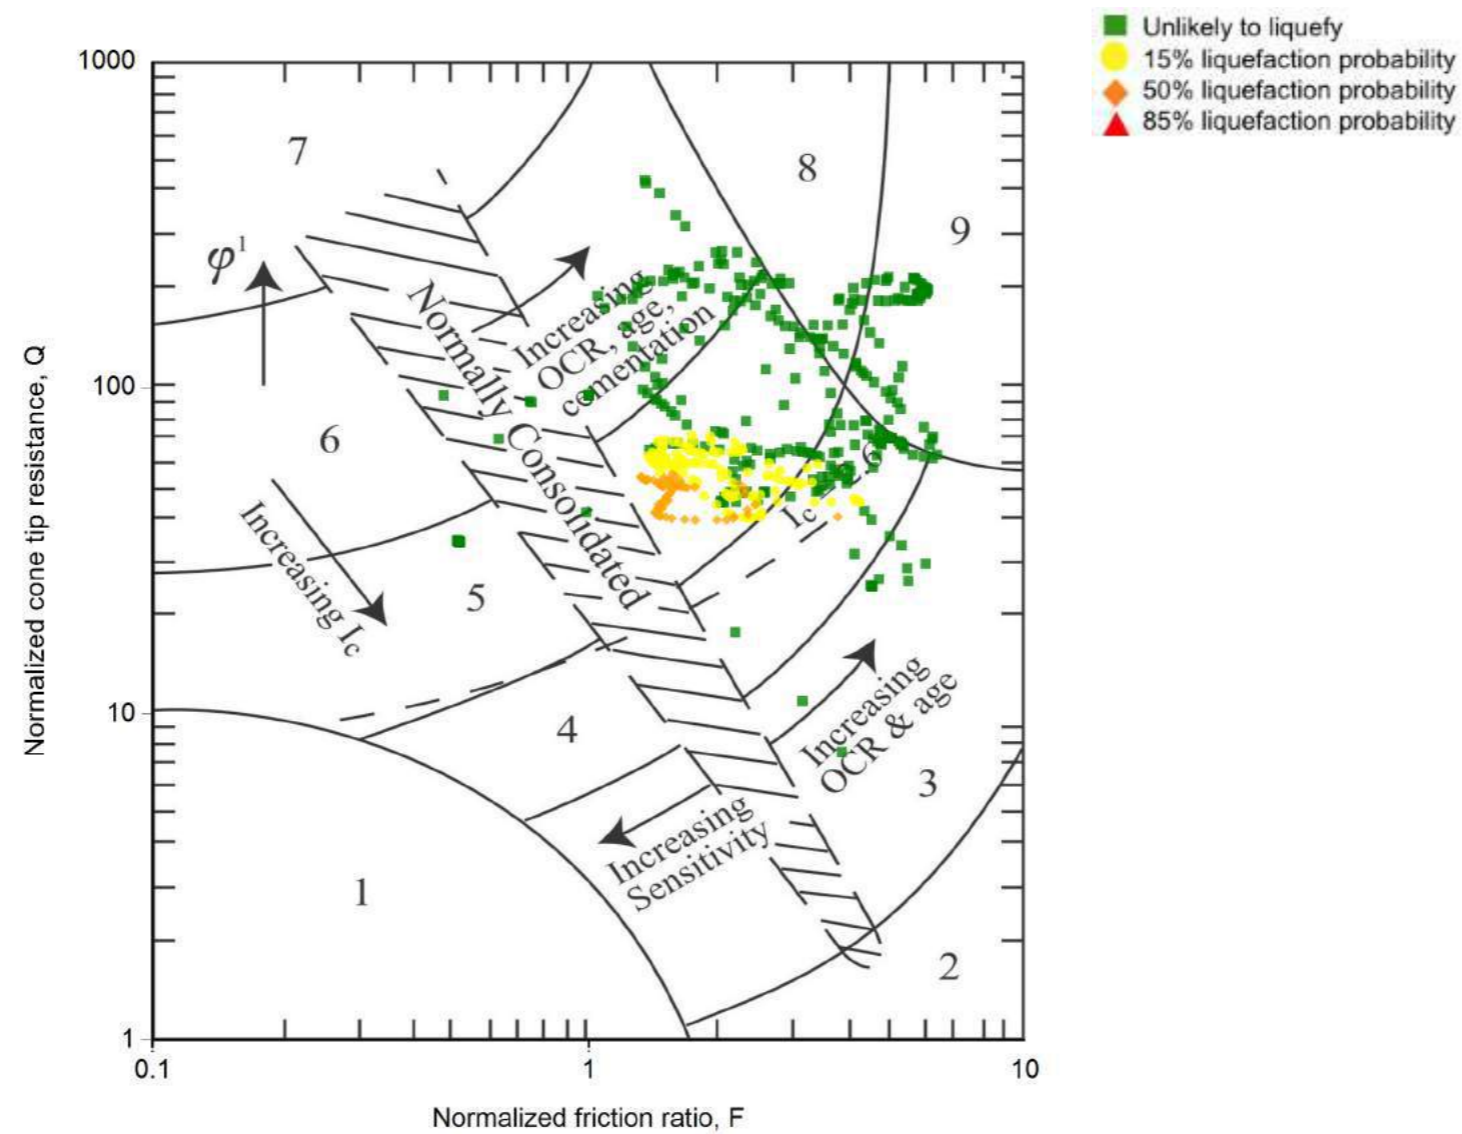 Unlikely to liquefy
15% liquefaction probability
50% liquefaction probability
85% liquefaction probability
1000
100
10
1
Normalized cone tip resistance, Q
7
8
9
φ¹
Normally Consolidated
Increasing
OCR, age,
cementation
6
Increasing Ic
5
Ic
4
Increasing
OCR & age
3
Increasing
Sensitivity
1
2
0.1
1
10
Normalized friction ratio, F